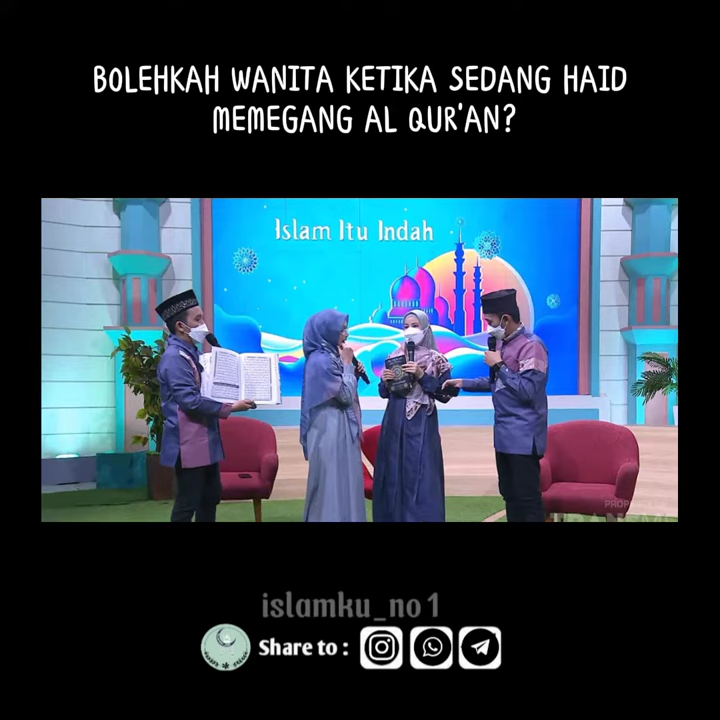 BOLEHKAH WANITA KETIKA SEDANG HAID
MEMEGANG AL QUR'AN?
Islam Itu Indah
islamku_no1
Share to :